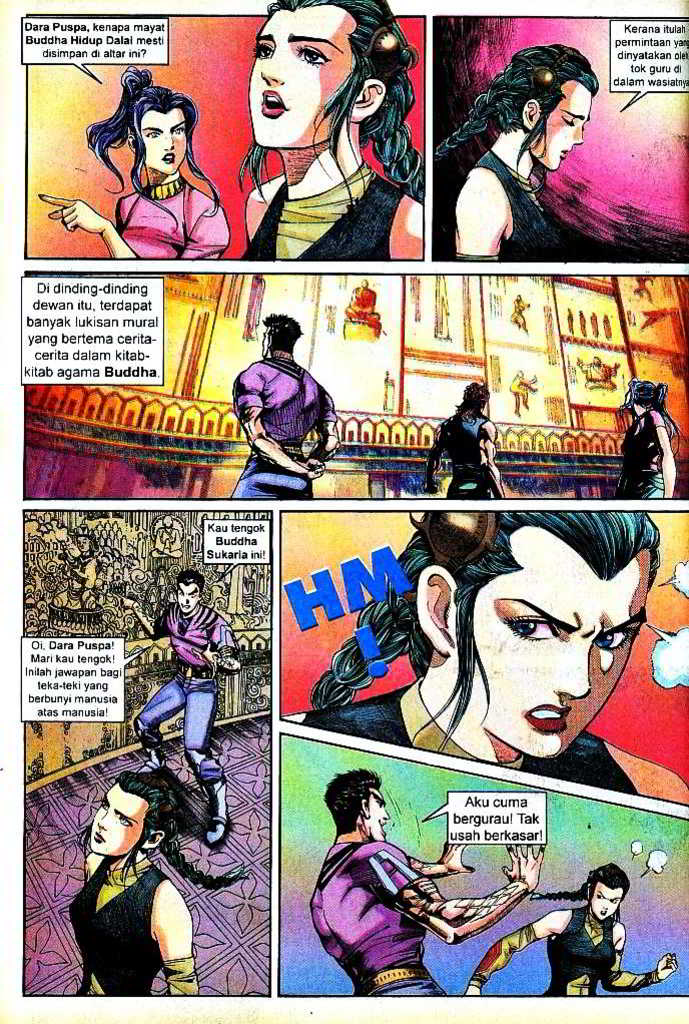 Dara Puspa, kenapa mayat
Buddha Hidup Dalai mesti
disimpan di altar ini?
Kerana itulah
permintaan yang
dinyatakan oleh
tok guru di
dalam wasiatnya
Di dinding-dinding
dewan itu, terdapat
banyak lukisan mural
yang bertema cerita-
cerita dalam kitab-
kitab agama Buddha.
Kau tengok
Buddha
Sukaria ini!
Oi, Dara Puspa!
Mari kau tengok!
Inilah jawapan bagi
teka-teki yang
berbunyi manusia
atas manusia!
HM
!
Aku cuma
bergurau! Tak
usah berkasar!